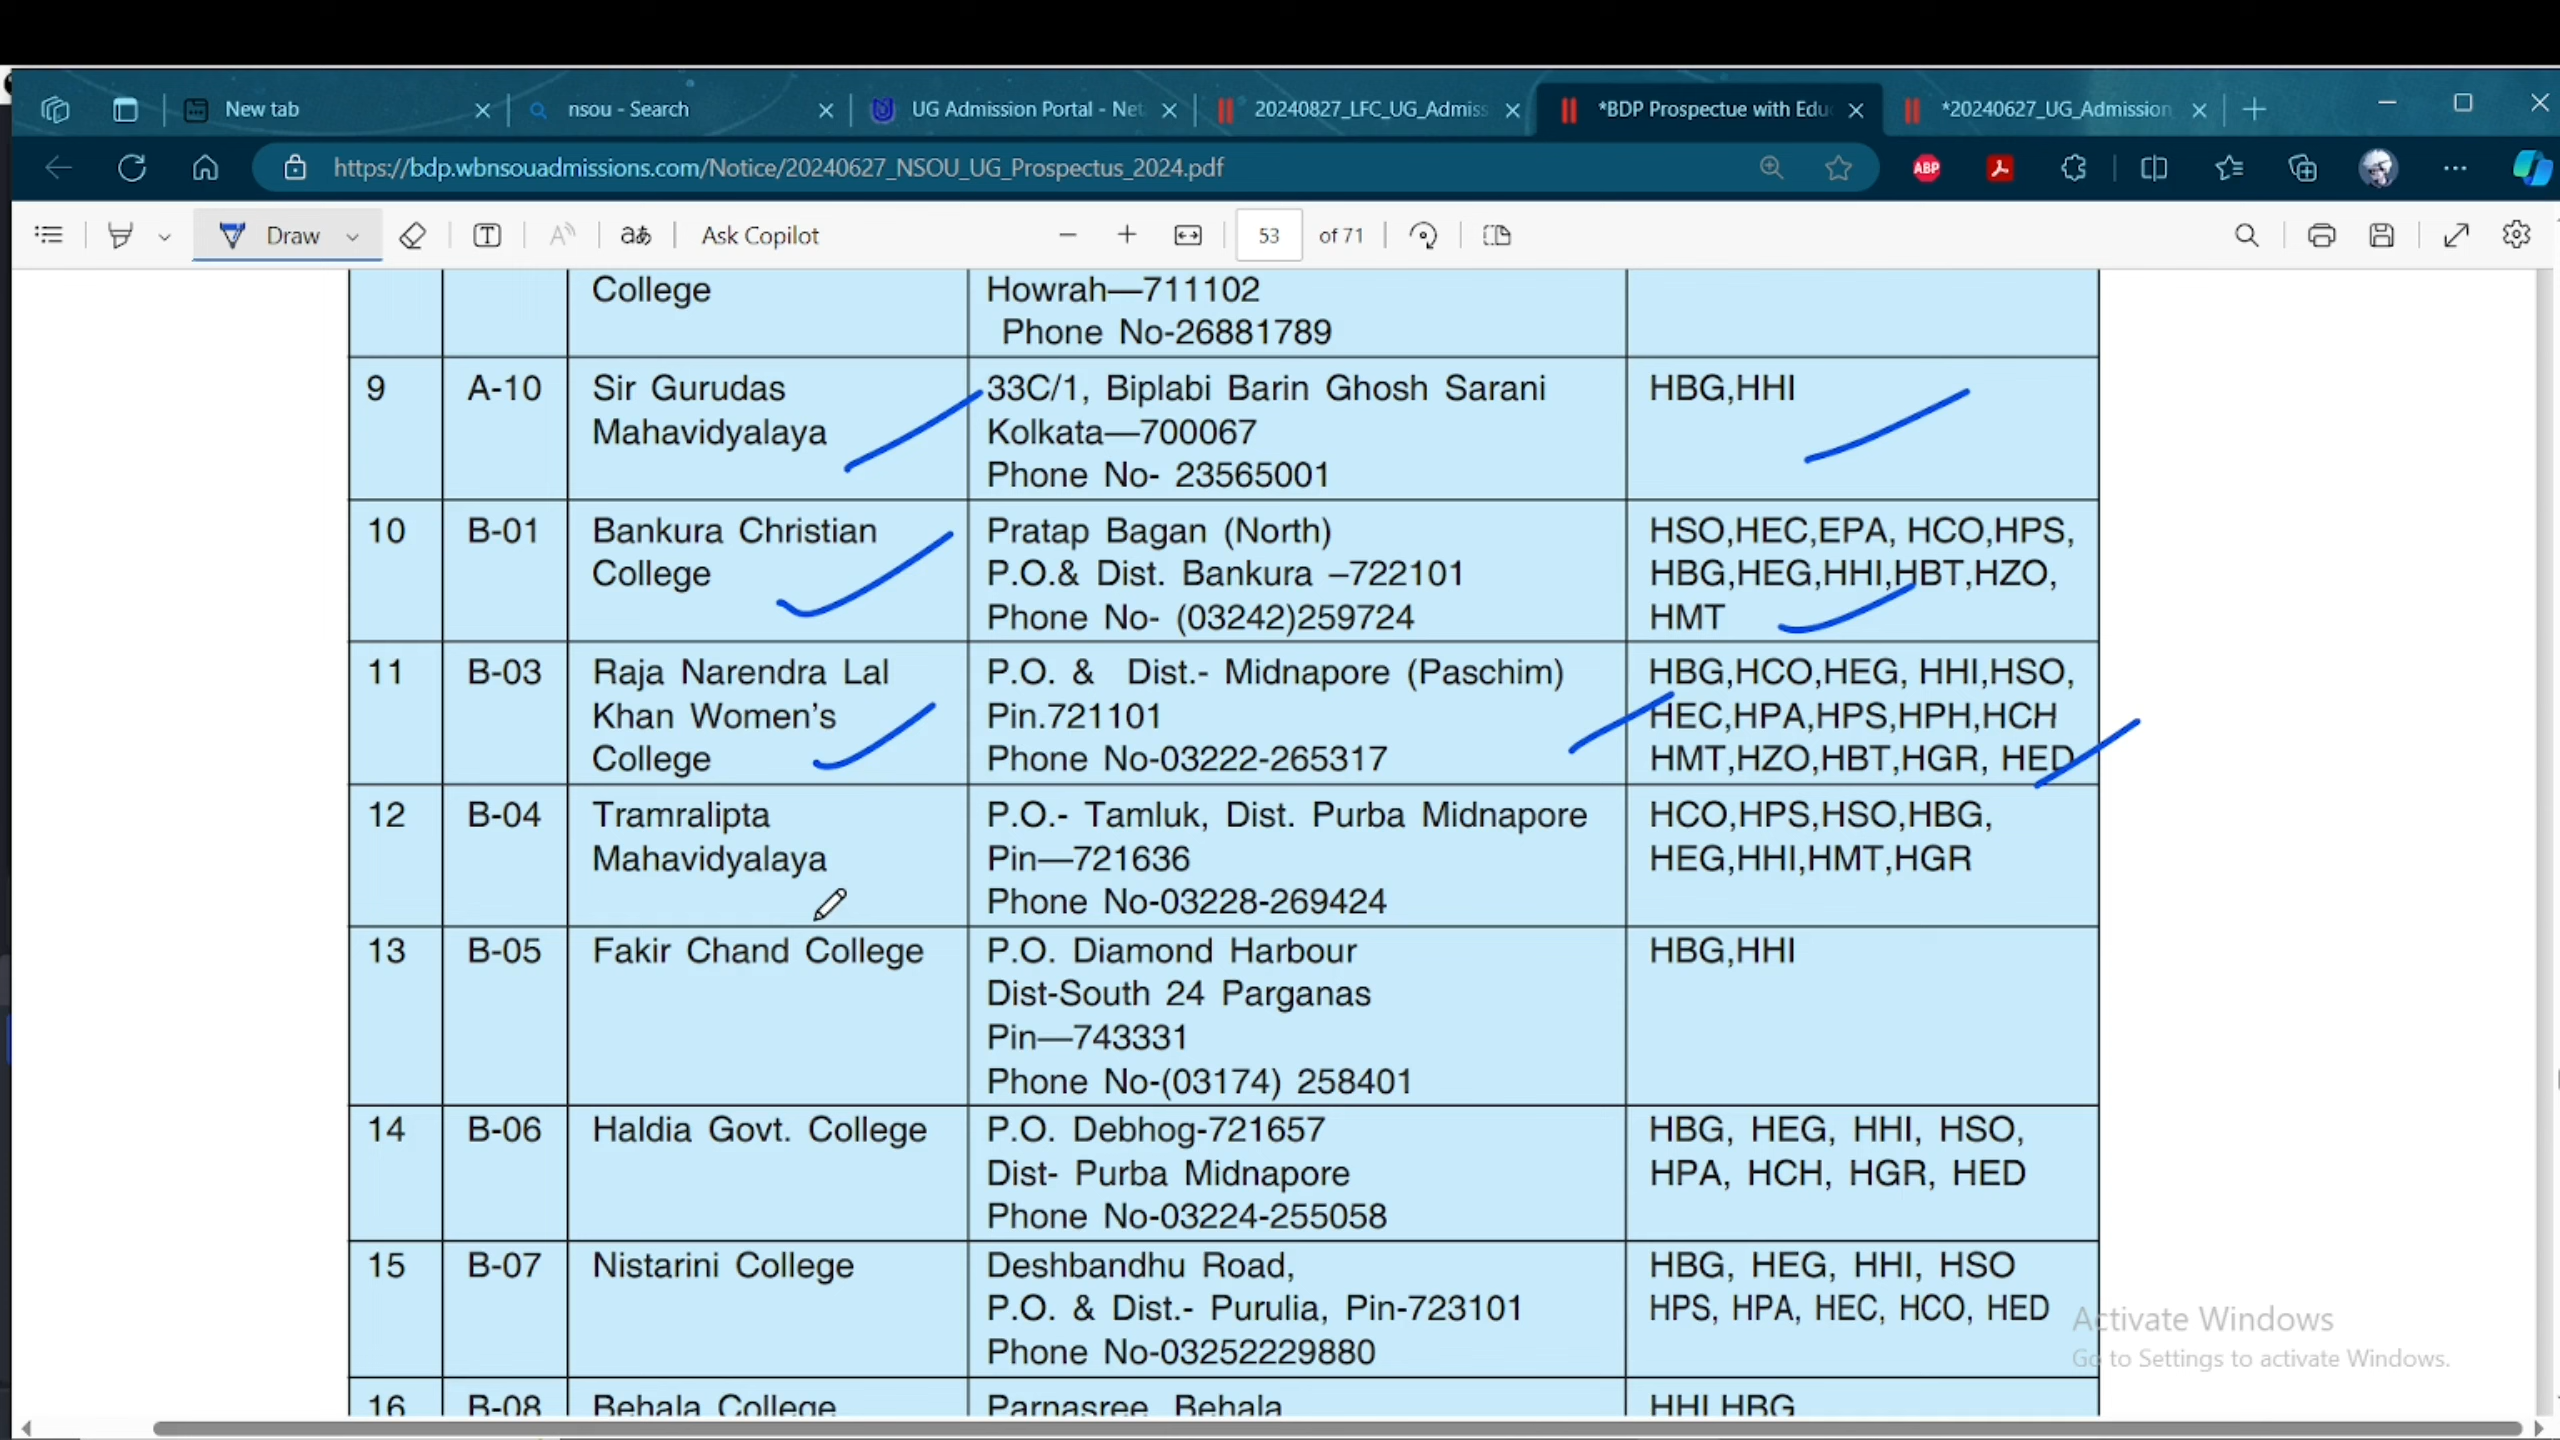 New tab
nsou - Search
UG Admission Portal - Net
20240827_LFC_UG_Admiss
*BDP Prospectue with Edu
*20240627_UG_Admission
https://bdp.wbnsouadmissions.com/Notice/20240627_NSOU_UG_Prospectus_2024.pdf
ABP
Draw
Ask Copilot
53 of 71
College
Howrah—711102
Phone No-26881789
9 A-10 Sir Gurudas 33C/1, Biplabi Barin Ghosh Sarani HBG,HHI
Mahavidyalaya Kolkata—700067
Phone No- 23565001
10 B-01 Bankura Christian Pratap Bagan (North) HSO,HEC,EPA, HCO,HPS,
College P.O.& Dist. Bankura –722101 HBG,HEG,HHI,HBT,HZO,
Phone No- (03242)259724 HMT
11 B-03 Raja Narendra Lal P.O. & Dist.- Midnapore (Paschim) HBG,HCO,HEG, HHI,HSO,
Khan Women’s Pin.721101 HEC,HPA,HPS,HPH,HCH
College Phone No-03222-265317 HMT,HZO,HBT,HGR, HED
12 B-04 Tramralipta P.O.- Tamluk, Dist. Purba Midnapore HCO,HPS,HSO,HBG,
Mahavidyalaya Pin—721636 HEG,HHI,HMT,HGR
Phone No-03228-269424
13 B-05 Fakir Chand College P.O. Diamond Harbour HBG,HHI
Dist-South 24 Parganas
Pin—743331
Phone No-(03174) 258401
14 B-06 Haldia Govt. College P.O. Debhog-721657 HBG, HEG, HHI, HSO,
Dist- Purba Midnapore HPA, HCH, HGR, HED
Phone No-03224-255058
15 B-07 Nistarini College Deshbandhu Road, HBG, HEG, HHI, HSO
P.O. & Dist.- Purulia, Pin-723101 HPS, HPA, HEC, HCO, HED
Phone No-03252229880
16 B-08 Behala College Parnasree, Behala HHI,HBG
Activate Windows
Go to Settings to activate Windows.